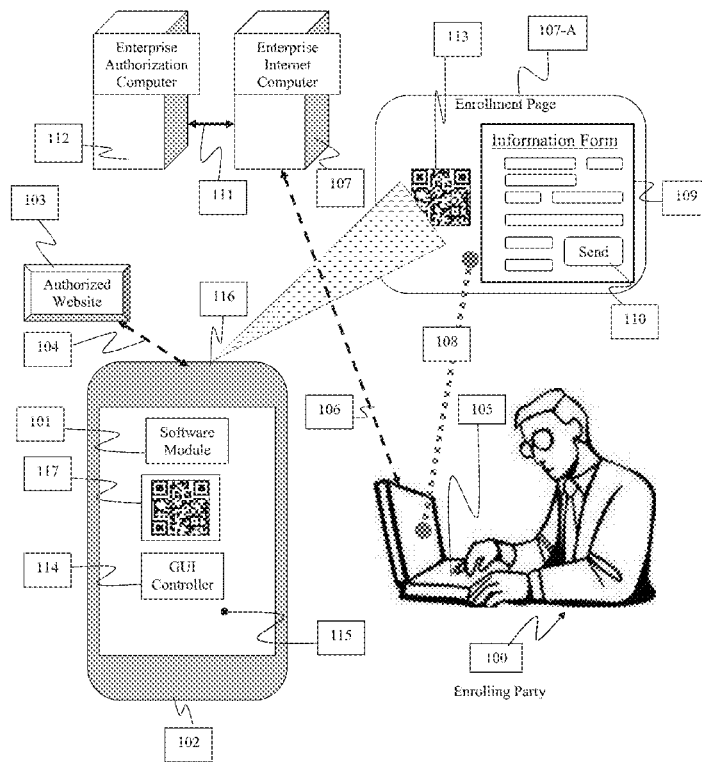 Enterprise
Authorization
Computer
Enterprise
Internet
Computer
113
107-A
Enrollment Page
Information Form
112
111
107
109
103
Send
Authorized
Website
116
110
104
108
106
105
101
Software
Module
117
114
GUI
Controller
115
100
Enrolling Party
102